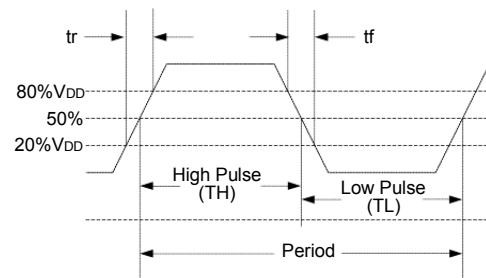 tr
tf
80%VDD
50%
20%VDD
High Pulse
(TH)
Low Pulse
(TL)
Period